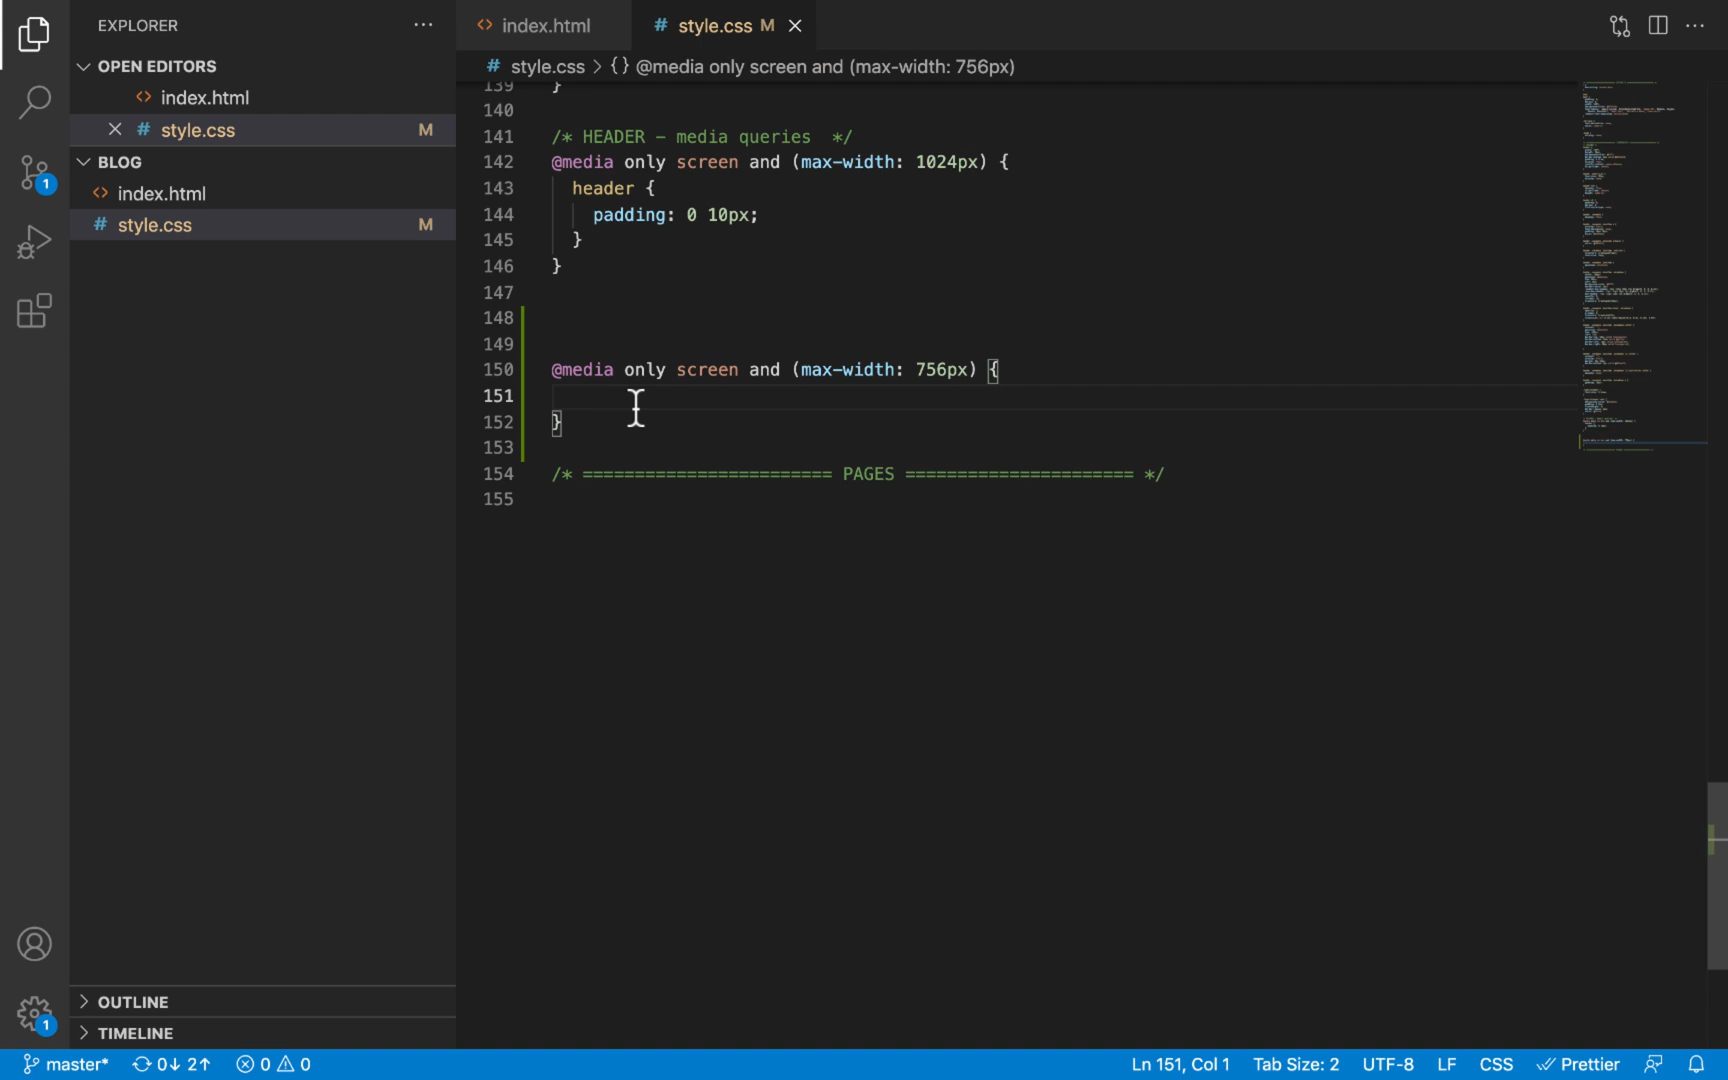 EXPLORER
index.html
style.css M
OPEN EDITORS
style.css > {} @media only screen and (max-width: 756px)
index.html
style.css M
BLOG
index.html
style.css M
139 }
140
141 /* HEADER - media queries  */
142 @media only screen and (max-width: 1024px) {
143 header {
144 padding: 0 10px;
145 }
146 }
147
148
149
150 @media only screen and (max-width: 756px) {
151
152 }
153
154 /* ======================== PAGES ====================== */
155
1
OUTLINE
1
TIMELINE
master* 0↓ 2↑ 0 0 Ln 151, Col 1 Tab Size: 2 UTF-8 LF CSS Prettier